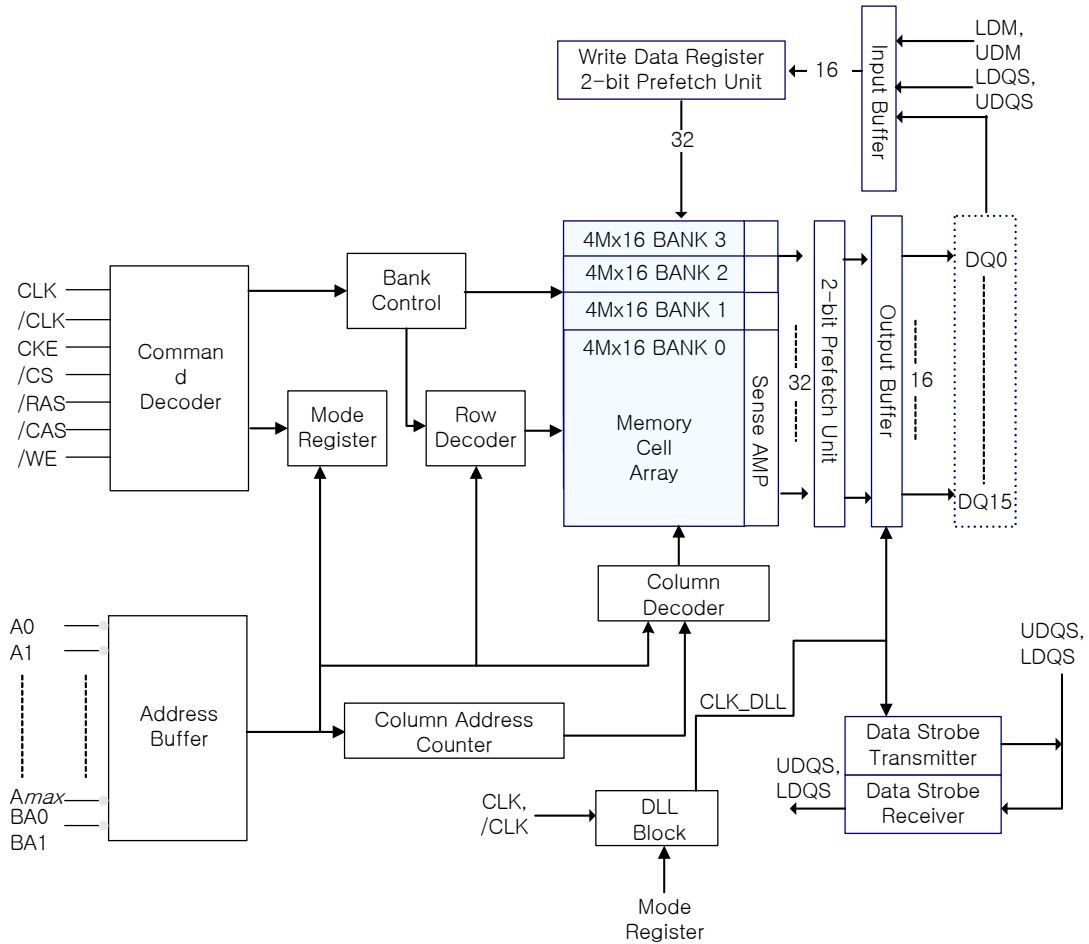 LDM,
UDM
LDQS,
UDQS
Write Data Register
2-bit Prefetch Unit
16
Input Buffer
32
4Mx16 BANK 3
4Mx16 BANK 2
4Mx16 BANK 1
4Mx16 BANK 0
Memory
Cell
Array
Sense AMP
32
2-bit Prefetch Unit
Output Buffer
16
DQ0
DQ15
Bank
Control
CLK
/CLK
CKE
/CS
/RAS
/CAS
/WE
Comman
d
Decoder
Mode
Register
Row
Decoder
Column
Decoder
A0
A1
Amax
BA0
BA1
Address
Buffer
Column Address
Counter
CLK_DLL
UDQS,
LDQS
Data Strobe
Transmitter
Data Strobe
Receiver
UDQS,
LDQS
CLK,
/CLK
DLL
Block
Mode
Register